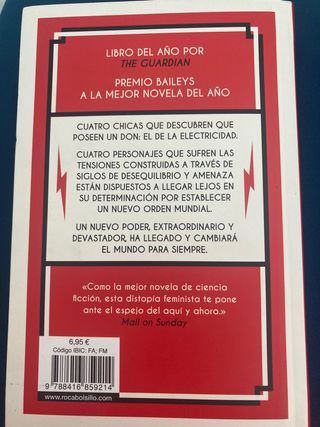 LIBRO DEL AÑO POR
THE GUARDIAN
PREMIO BAILEYS
A LA MEJOR NOVELA DEL AÑO
CUATRO CHICAS QUE DESCUBREN QUE
POSEEN UN DON: EL DE LA ELECTRICIDAD.
CUATRO PERSONAJES QUE SUFREN LAS
TENSIONES CONSTRUIDAS A TRAVÉS DE
SIGLOS DE DESEQUILIBRIO Y AMENAZA
ESTÁN DISPUESTOS A LLEGAR LEJOS EN
SU DETERMINACIÓN POR ESTABLECER
UN NUEVO ORDEN MUNDIAL.
UN NUEVO PODER, EXTRAORDINARIO Y
DEVASTADOR, HA LLEGADO Y CAMBIARÁ
EL MUNDO PARA SIEMPRE.
«Como la mejor novela de ciencia
ficción, esta distopía feminista te pone
ante el espejo del aquí y ahora.»
Mail on Sunday
6,95 €
Código IBIC: FA; FM
9 788416 859214
www.rocabolsillo.com